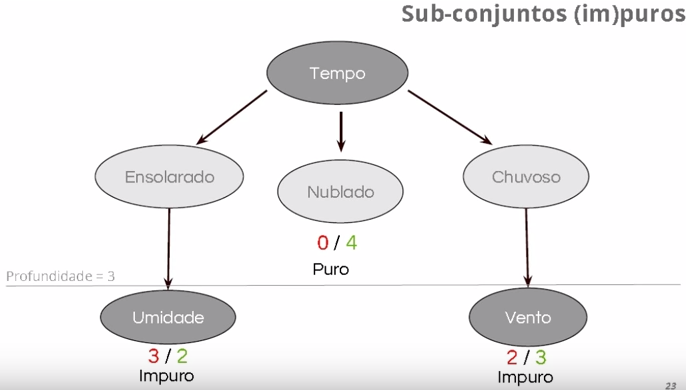 Sub-conjuntos (im)puros
Tempo
Ensolarado
Nublado
Chuvoso
0 / 4
Puro
Profundidade = 3
Umidade
Vento
3 / 2
2 / 3
Impuro
Impuro
23